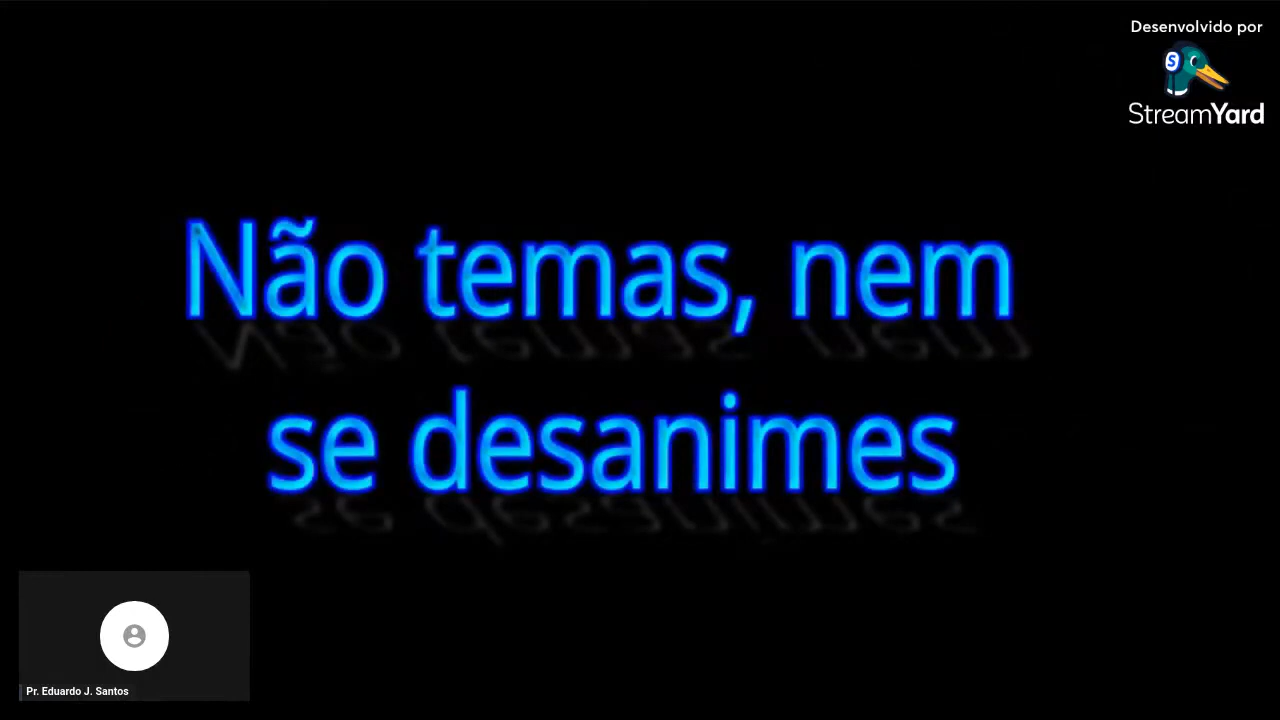 Desenvolvido por
StreamYard
Não temas, nem
se desanimes
Pr. Eduardo J. Santos